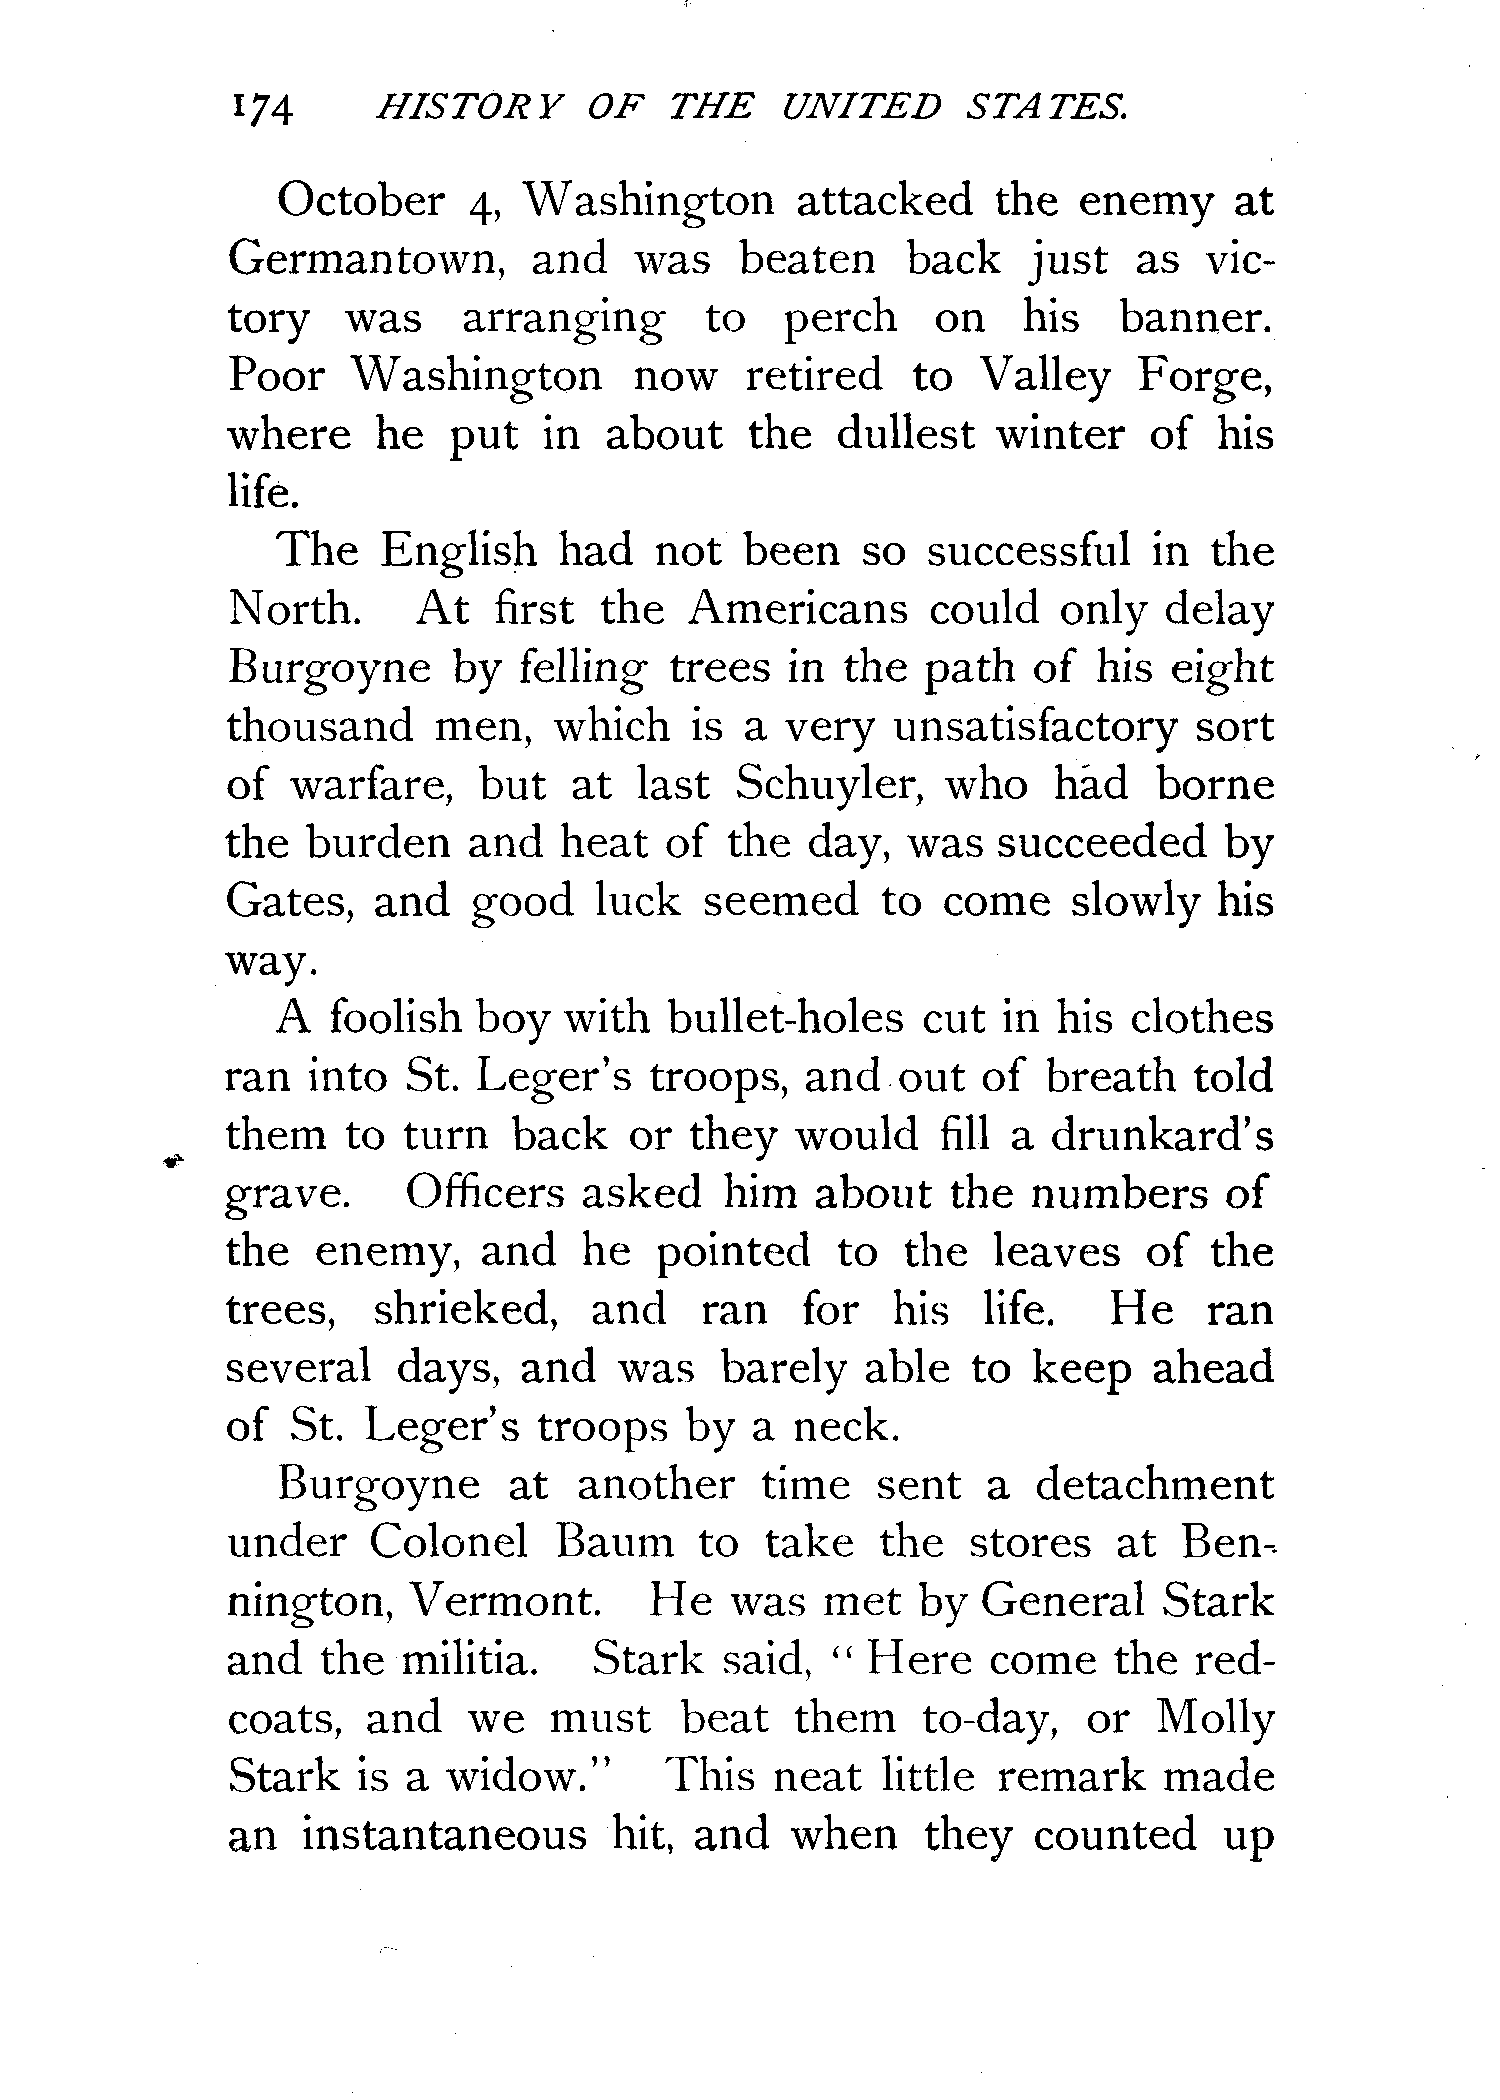 174 HISTORY OF THE UNITED STATES.
October 4, Washington attacked the enemy at
Germantown, and was beaten back just as vic-
tory was arranging to perch on his banner.
Poor Washington now retired to Valley Forge,
where he put in about the dullest winter of his
life.
The English had not been so successful in the
North. At first the Americans could only delay
Burgoyne by felling trees in the path of his eight
thousand men, which is a very unsatisfactory sort
of warfare, but at last Schuyler, who had borne
the burden and heat of the day, was succeeded by
Gates, and good luck seemed to come slowly his
way.
A foolish boy with bullet-holes cut in his clothes
ran into St. Leger's troops, and out of breath told
them to turn back or they would fill a drunkard's
grave. Officers asked him about the numbers of
the enemy, and he pointed to the leaves of the
trees, shrieked, and ran for his life. He ran
several days, and was barely able to keep ahead
of St. Leger's troops by a neck.
Burgoyne at another time sent a detachment
under Colonel Baum to take the stores at Ben-
nington, Vermont. He was met by General Stark
and the militia. Stark said, "Here come the red-
coats, and we must beat them to-day, or Molly
Stark is a widow." This neat little remark made
an instantaneous hit, and when they counted up